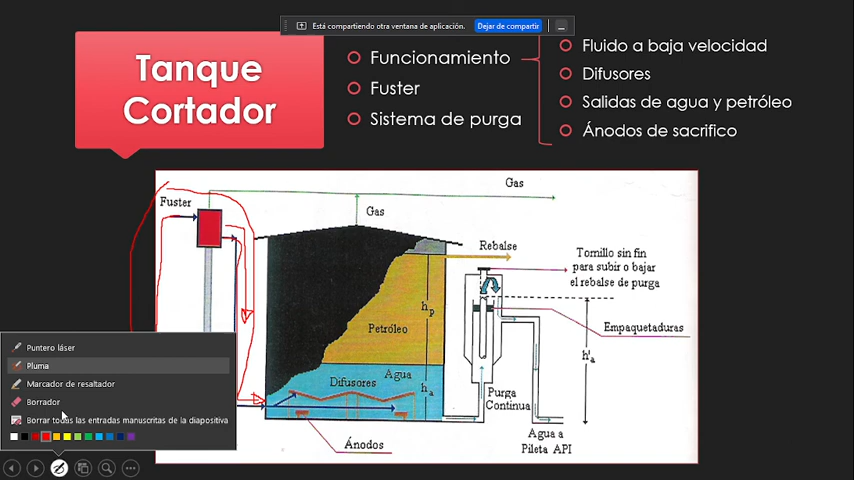 Está compartiendo otra ventana de aplicación.
Dejar de compartir
Tanque
Cortador
Funcionamiento
Fuster
Sistema de purga
Fluido a baja velocidad
Difusores
Salidas de agua y petróleo
Ánodos de sacrifico
Gas
Fuster
Gas
Rebalse
Tornillo sin fin
para subir o bajar
el rebalse de purga
hp
Petróleo
Empaquetaduras
h'a
Agua
Difusores
ha
Purga
Continua
Agua a
Pileta API
Ánodos
Puntero láser
Pluma
Marcador de resaltador
Borrador
Borrar todas las entradas manuscritas de la diapositiva